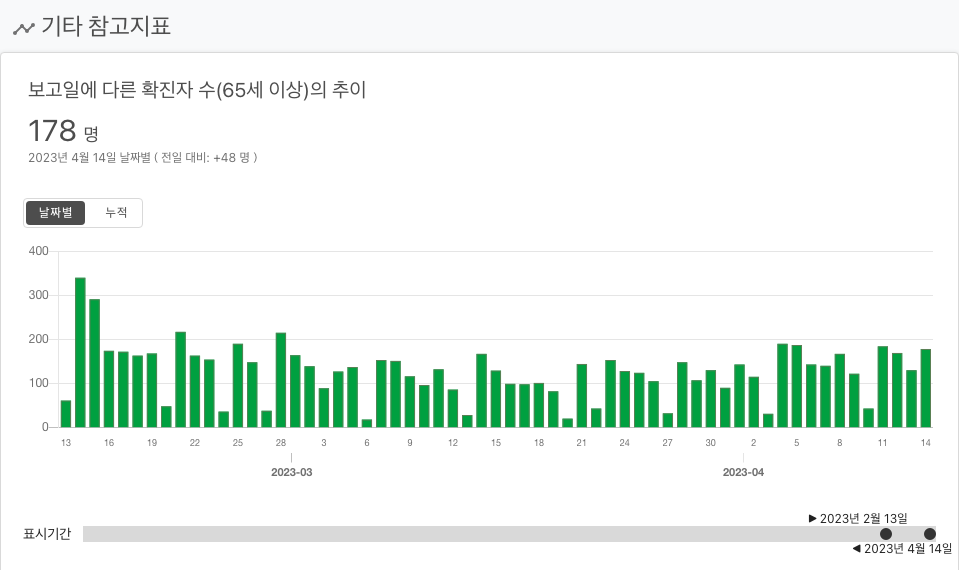 기타 참고지표
보고일에 다른 확진자 수(65세 이상)의 추이
178 명
2023년 4월 14일 날짜별 ( 전일 대비: +48 명 )
날짜별 누적
400
300
200
100
0
13 16 19 22 25 28 3 6 9 12 15 18 21 24 27 30 2 5 8 11 14
2023-03 2023-04
▶ 2023년 2월 13일
표시기간
◀ 2023년 4월 14일